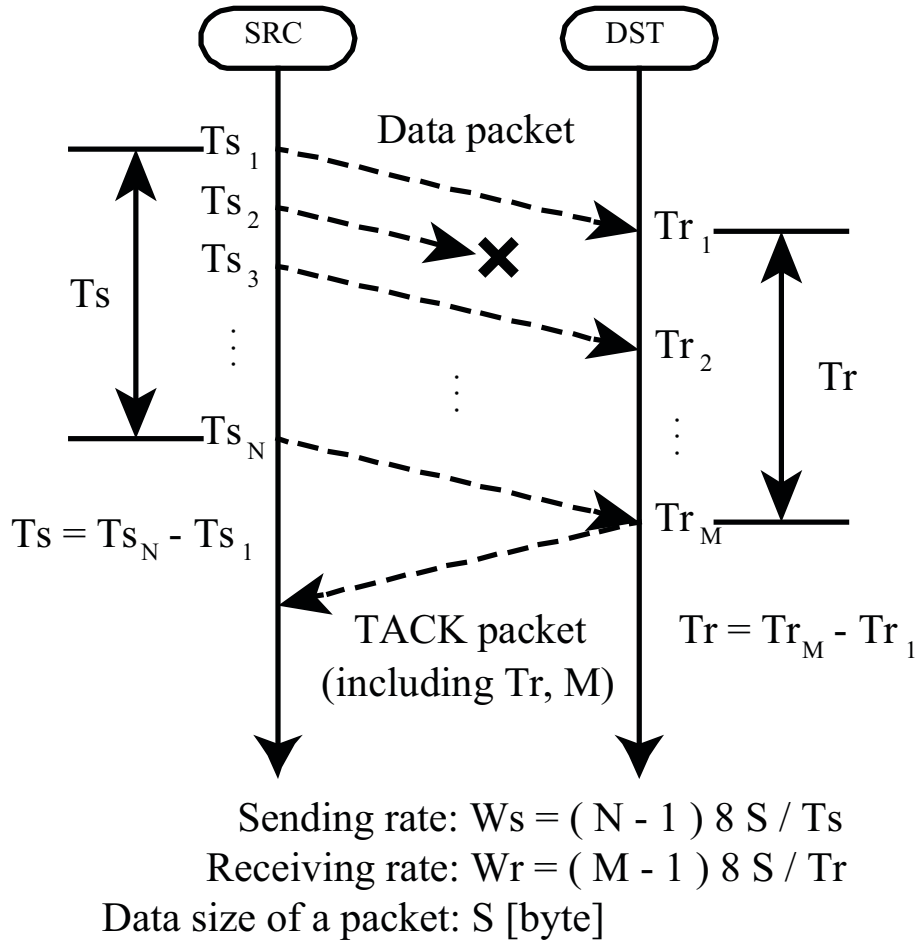 SRC
DST
Data packet
Ts 1
Ts 2
Ts 3
Ts
Tr 1
Tr 2
Tr
Ts N
Tr M
Ts = Ts N - Ts 1
TACK packet
(including Tr, M)
Tr = Tr M - Tr 1
Sending rate: Ws = ( N - 1 ) 8 S / Ts
Receiving rate: Wr = ( M - 1 ) 8 S / Tr
Data size of a packet: S [byte]